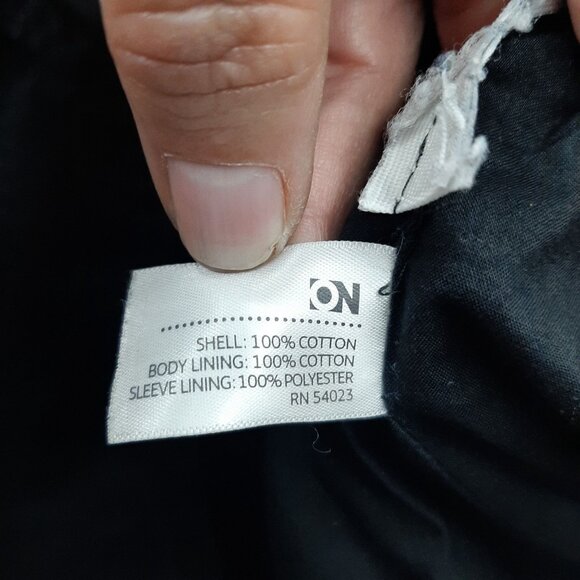 ON
SHELL: 100% COTTON
BODY LINING: 100% COTTON
SLEEVE LINING: 100% POLYESTER
RN 54023